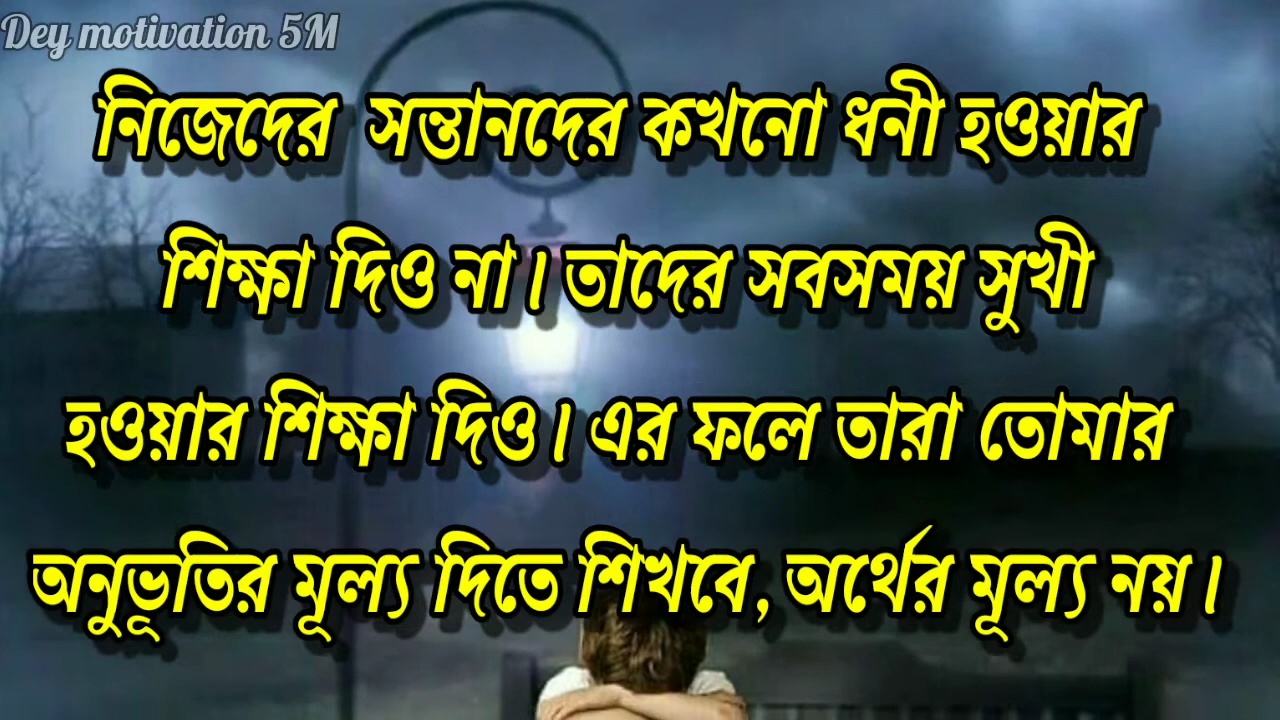 Dey motivation 5M
নিজেদের সন্তানদের কখনো ধনী হওয়ার
শিক্ষা দিও না। তাদের সবসময় সুখী
হওয়ার শিক্ষা দিও। এর ফলে তারা তোমার
অনুভূতির মূল্য দিতে শিখবে, অর্থের মূল্য নয়।